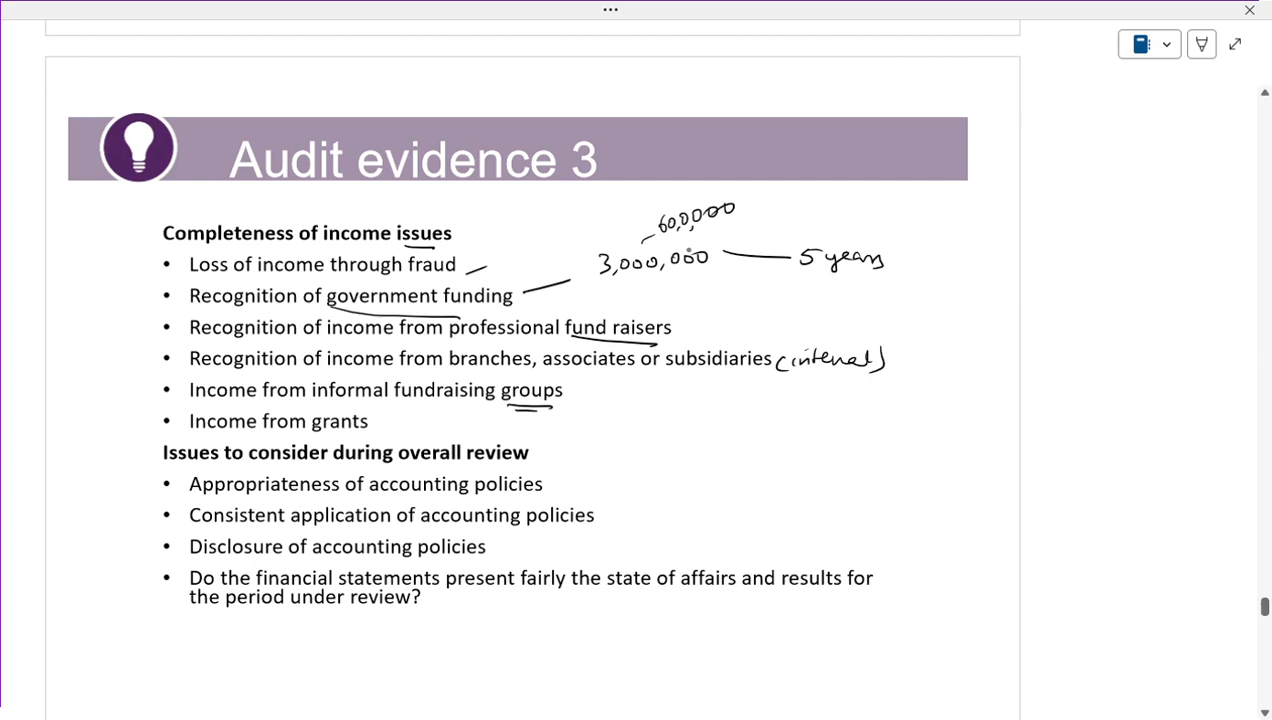 Audit evidence 3
60,0,000
Completeness of income issues
3,000,000 — 5 years
• Loss of income through fraud
• Recognition of government funding
• Recognition of income from professional fund raisers
• Recognition of income from branches, associates or subsidiaries (internal)
• Income from informal fundraising groups
• Income from grants
Issues to consider during overall review
• Appropriateness of accounting policies
• Consistent application of accounting policies
• Disclosure of accounting policies
• Do the financial statements present fairly the state of affairs and results for
the period under review?